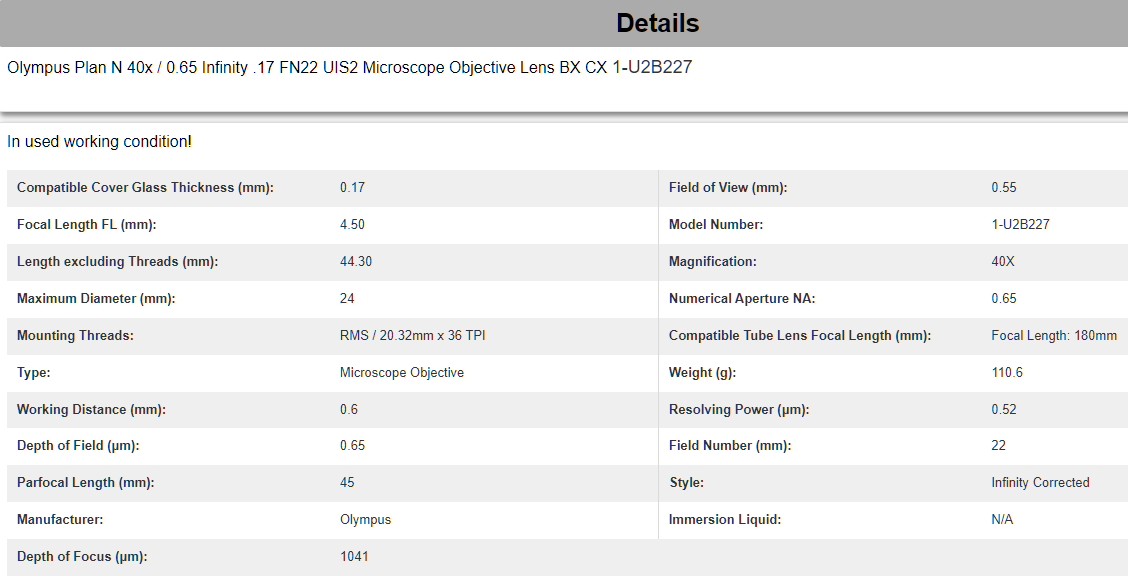 Details
Olympus Plan N 40x / 0.65 Infinity .17 FN22 UIS2 Microscope Objective Lens BX CX 1-U2B227
In used working condition!
Compatible Cover Glass Thickness (mm): 0.17 Field of View (mm): 0.55
Focal Length FL (mm): 4.50 Model Number: 1-U2B227
Length excluding Threads (mm): 44.30 Magnification: 40X
Maximum Diameter (mm): 24 Numerical Aperture NA: 0.65
Mounting Threads: RMS / 20.32mm x 36 TPI Compatible Tube Lens Focal Length (mm): Focal Length: 180mm
Type: Microscope Objective Weight (g): 110.6
Working Distance (mm): 0.6 Resolving Power (μm): 0.52
Depth of Field (μm): 0.65 Field Number (mm): 22
Parfocal Length (mm): 45 Style: Infinity Corrected
Manufacturer: Olympus Immersion Liquid: N/A
Depth of Focus (μm): 1041